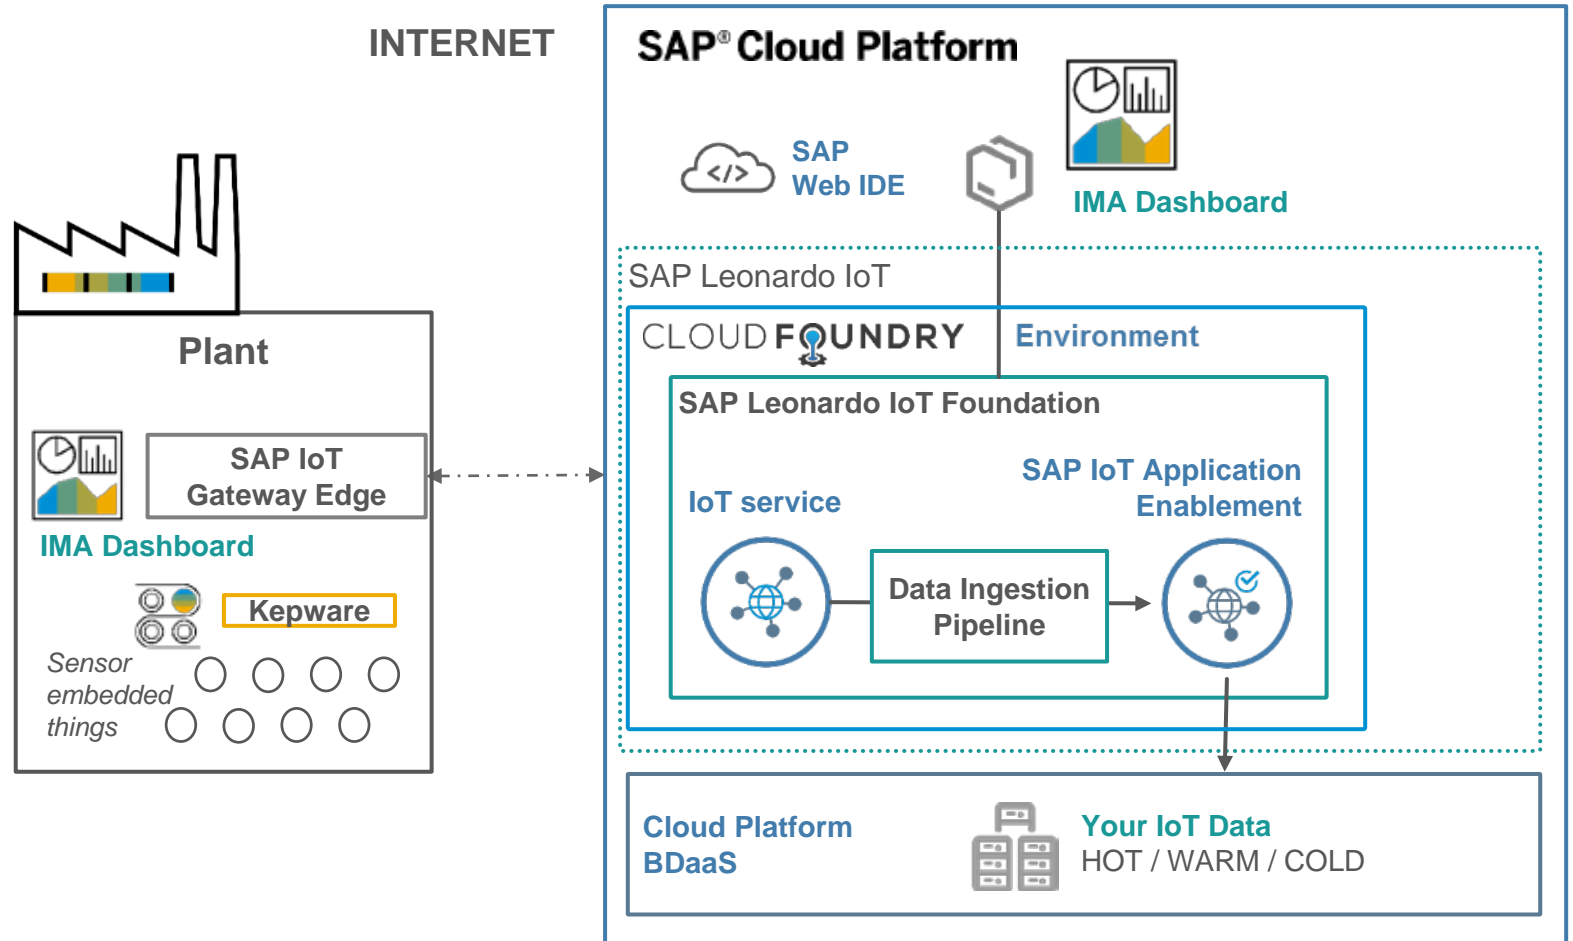 INTERNET
SAP® Cloud Platform
</>
SAP
Web IDE
IMA Dashboard
SAP Leonardo IoT
CLOUD FOUNDRY Environment
Plant
SAP Leonardo IoT Foundation
SAP IoT
Gateway Edge
IMA Dashboard
Kepware
Sensor
embedded
things
IoT service
SAP IoT Application
Enablement
Data Ingestion
Pipeline
Cloud Platform
BDaaS
Your IoT Data
HOT / WARM / COLD